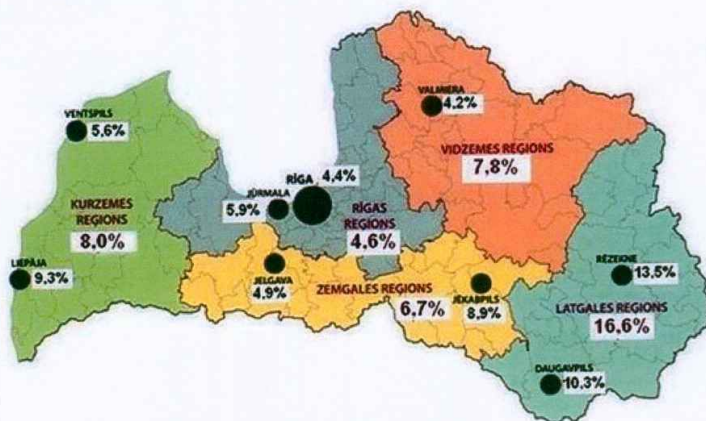 VENTSPILS
5,6%
KURZEMES
REGIONS
8,0%
LIEPĀJA
9,3%
RĪGA
4,4%
JŪRMALA
5,9%
RĪGAS
REGIONS
4,6%
VALMIERA
4,2%
VIDZEMES REGIONS
7,8%
JELGAVA
4,9%
ZEMGALES REGIONS
6,7%
JĒKABPILS
8,9%
RĒZEKNE
13,5%
LATGALES REGIONS
16,6%
DAUGAVPILS
10,3%